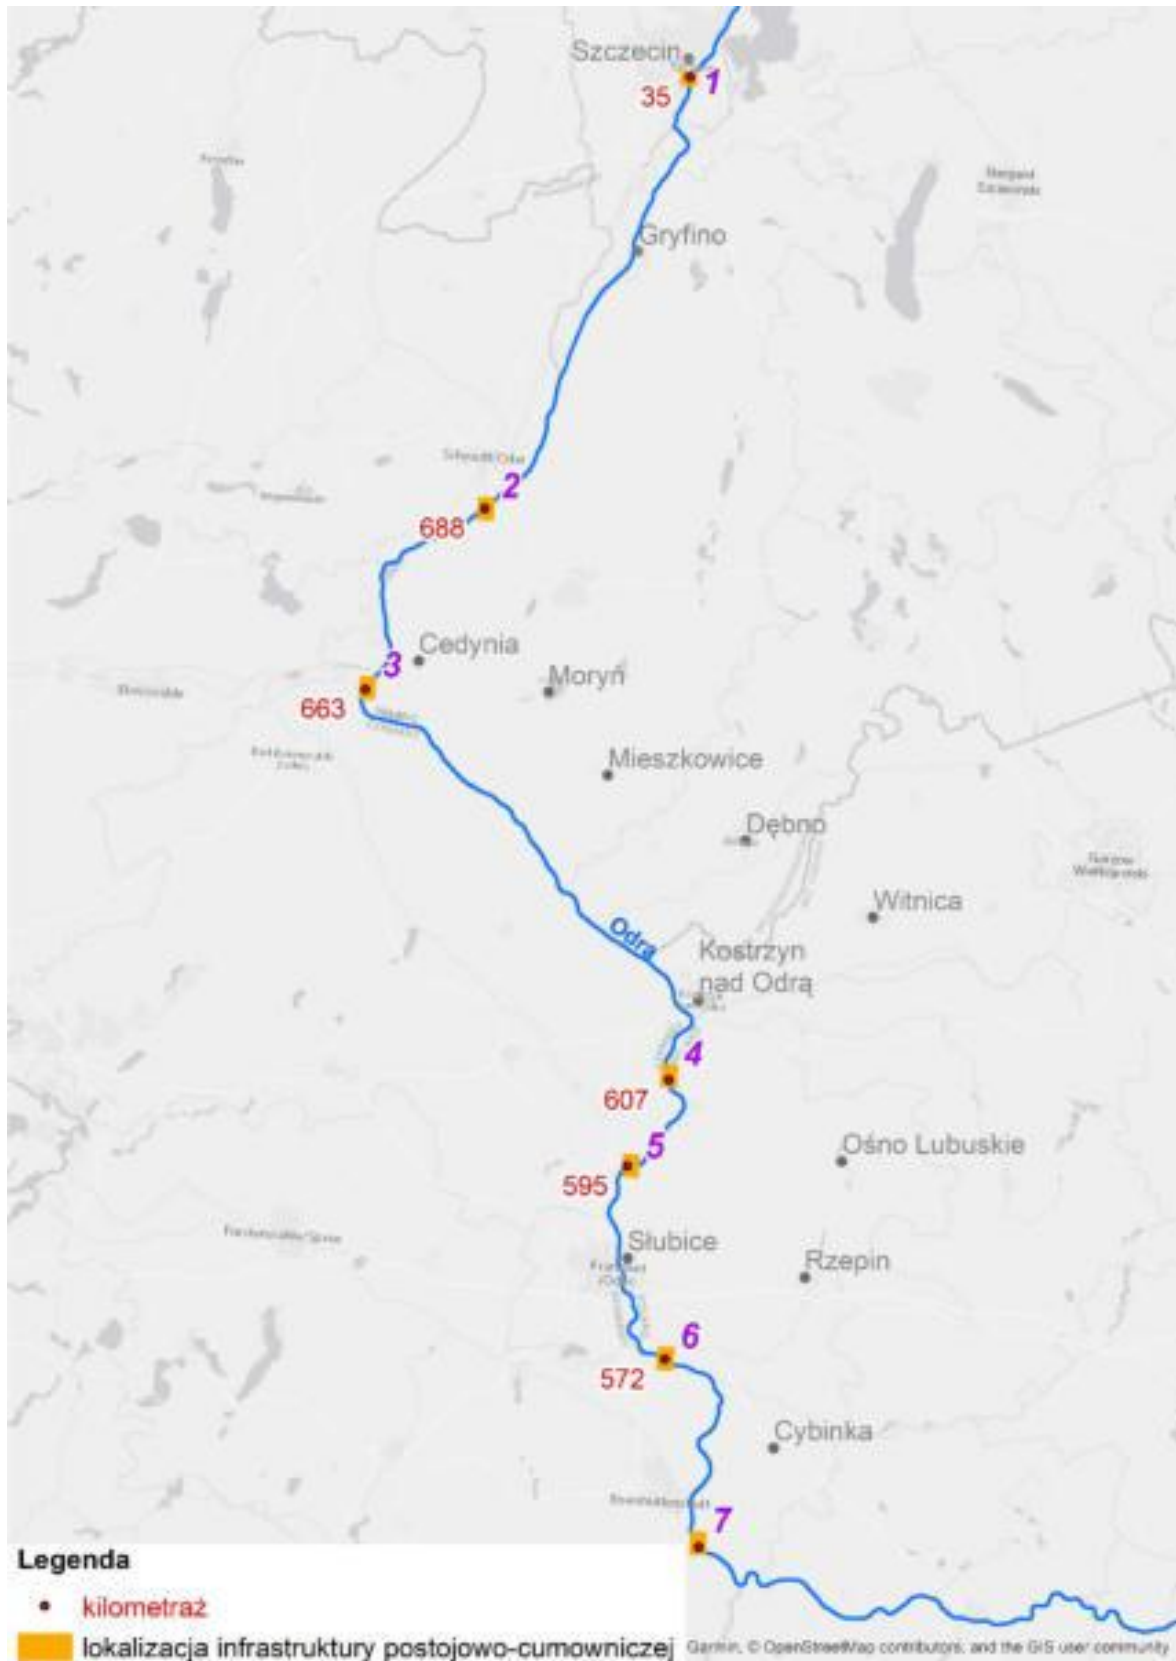 Szczecin
1
35
Gryfino
2
688
Cedynia
3
Moryń
663
Mieszkowice
Dębno
Witnica
Odra
Kostrzyn
nad Odrą
4
607
5
Ośno Lubuskie
595
Słubice
Rzepin
6
572
Cybinka
7
Legenda
kilometraż
lokalizacja infrastruktury postojowo-cumowniczej
Garmin, © OpenStreetMap contributors, and the GIS user community